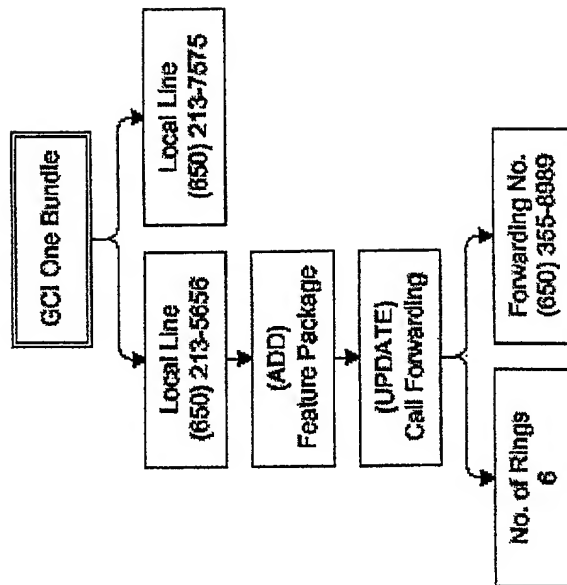 GCI One Bundle
Local Line
(650) 213-5656
Local Line
(650) 213-7575
(ADD)
Feature Package
(UPDATE)
Call Forwarding
No. of Rings
6
Forwarding No.
(650) 355-8989